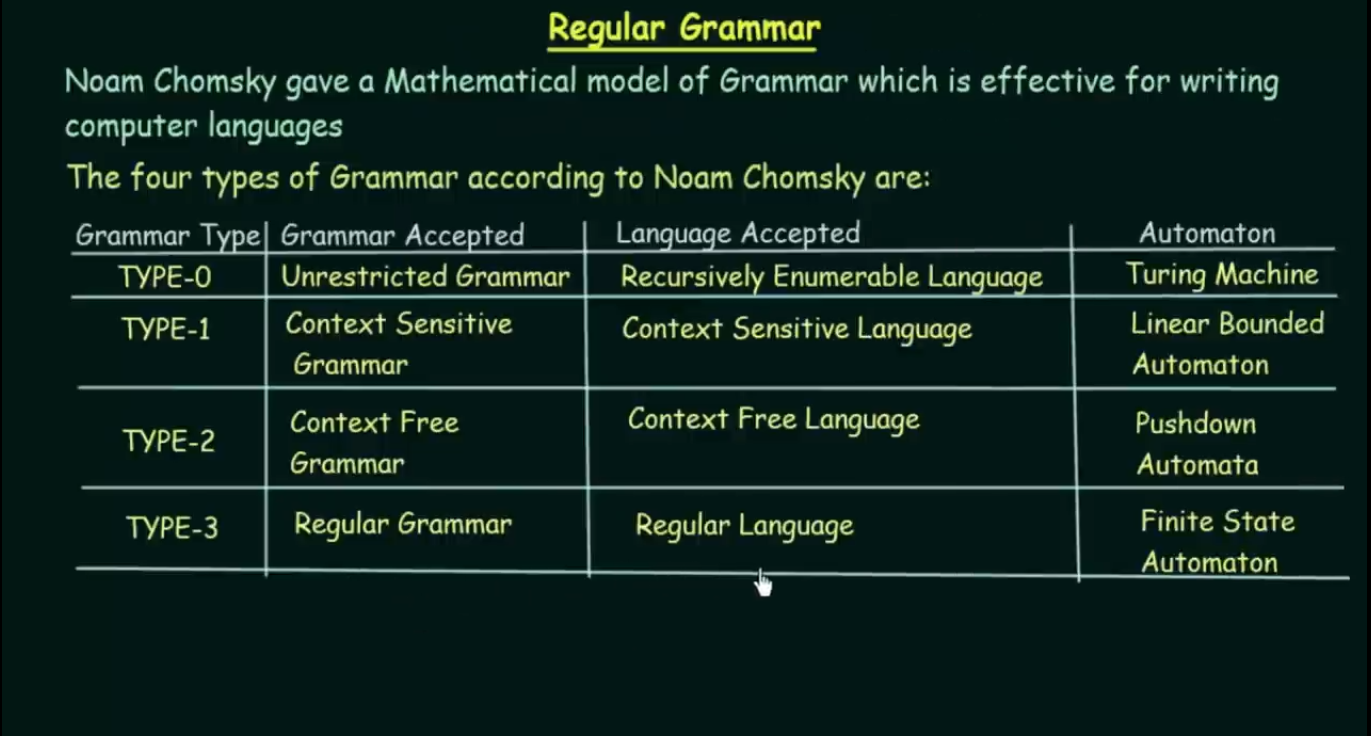 Regular Grammar
Noam Chomsky gave a Mathematical model of Grammar which is effective for writing
computer languages
The four types of Grammar according to Noam Chomsky are:
Grammar Type Grammar Accepted Language Accepted Automaton
TYPE-0 Unrestricted Grammar Recursively Enumerable Language Turing Machine
TYPE-1 Context Sensitive Context Sensitive Language Linear Bounded
Grammar Automaton
TYPE-2 Context Free Context Free Language Pushdown
Grammar Automata
TYPE-3 Regular Grammar Regular Language Finite State
Automaton